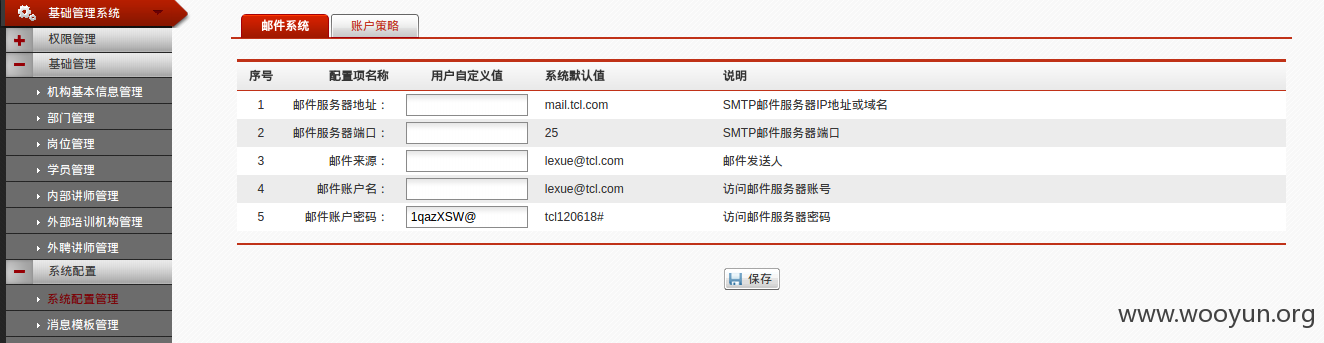 基础管理系统
权限管理
基础管理
机构基本信息管理
部门管理
岗位管理
学员管理
内部讲师管理
外部培训机构管理
外聘讲师管理
系统配置
系统配置管理
消息模板管理
邮件系统 账户策略
序号 配置项名称 用户自定义值 系统默认值 说明
1 邮件服务器地址： mail.tcl.com SMTP邮件服务器IP地址或域名
2 邮件服务器端口： 25 SMTP邮件服务器端口
3 邮件来源： lexue@tcl.com 邮件发送人
4 邮件账户名： lexue@tcl.com 访问邮件服务器账号
5 邮件账户密码： 1qazXSW@ tcl120618# 访问邮件服务器密码
保存
www.wooyun.org